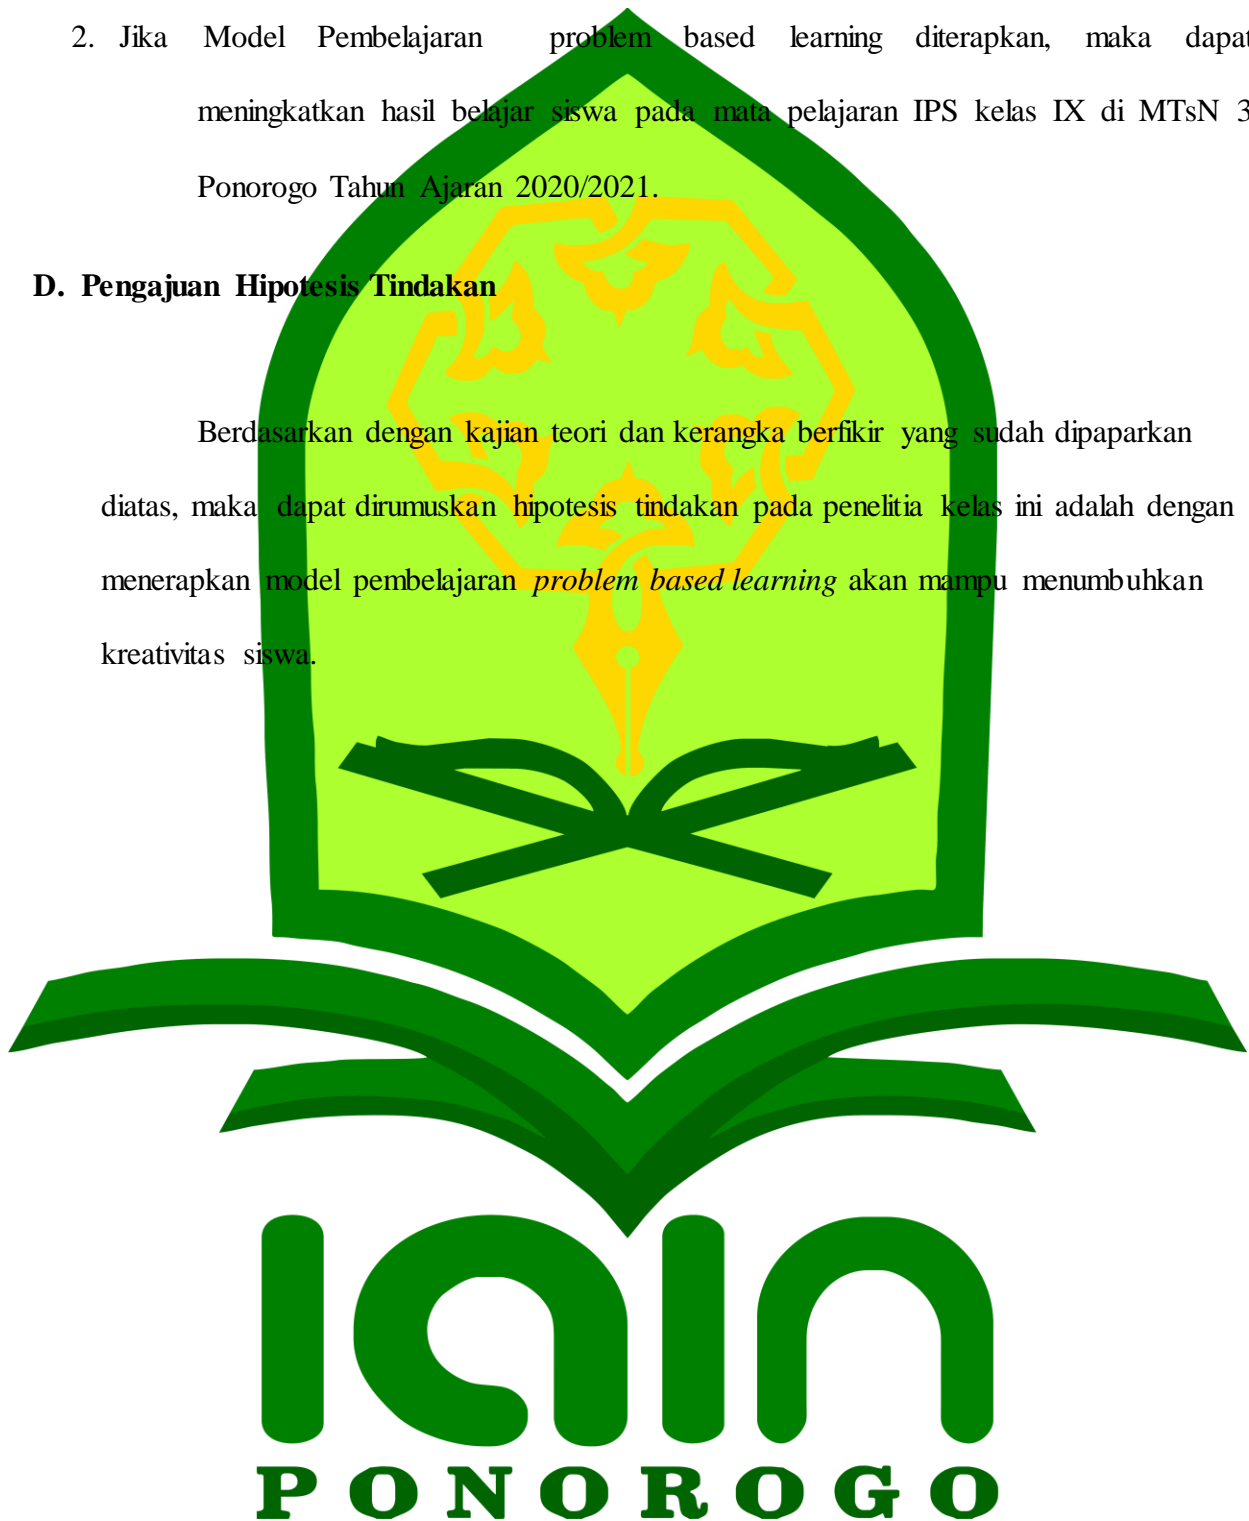 2. Jika Model Pembelajaran problem based learning diterapkan, maka dapat
meningkatkan hasil belajar siswa pada mata pelajaran IPS kelas IX di MTsN 3
Ponorogo Tahun Ajaran 2020/2021.
D. Pengajuan Hipotesis Tindakan
Berdasarkan dengan kajian teori dan kerangka berfikir yang sudah dipaparkan
diatas, maka dapat dirumuskan hipotesis tindakan pada penelitia kelas ini adalah dengan
menerapkan model pembelajaran problem based learning akan mampu menumbuhkan
kreativitas siswa.
iain
PONOROGO